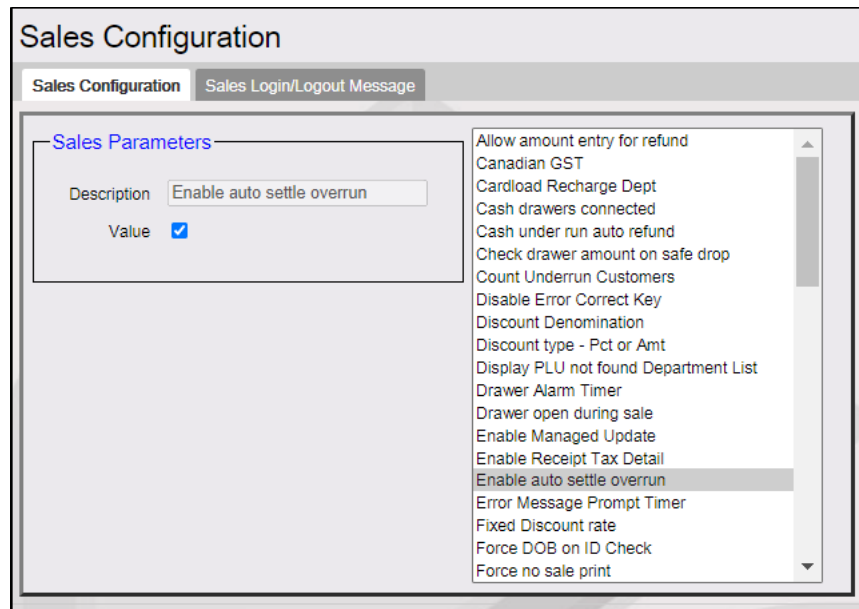 Sales Configuration
Sales Configuration
Sales Login/Logout Message
Sales Parameters
Description
Enable auto settle overrun
Value
Allow amount entry for refund
Canadian GST
Cardload Recharge Dept
Cash drawers connected
Cash under run auto refund
Check drawer amount on safe drop
Count Underrun Customers
Disable Error Correct Key
Discount Denomination
Discount type - Pct or Amt
Display PLU not found Department List
Drawer Alarm Timer
Drawer open during sale
Enable Managed Update
Enable Receipt Tax Detail
Enable auto settle overrun
Error Message Prompt Timer
Fixed Discount rate
Force DOB on ID Check
Force no sale print